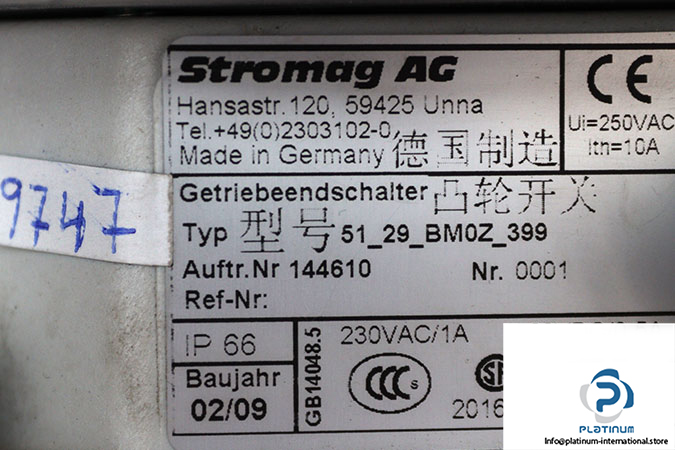 Stromag AG
Hansastr.120, 59425 Unna
Tel.+49(0)2303102-0
Made in Germany 德国制造
CE
Ui=250VAC
Ith=10A
9747
Getriebeendschalter 凸轮开关
Typ 型号 51_29_BM0Z_399
Auftr.Nr 144610 Nr. 0001
Ref-Nr:
IP 66
Baujahr
02/09
GB14048.5
230VAC/1A
CCC S
2016
PLATINUM
Info@platinum-international.store